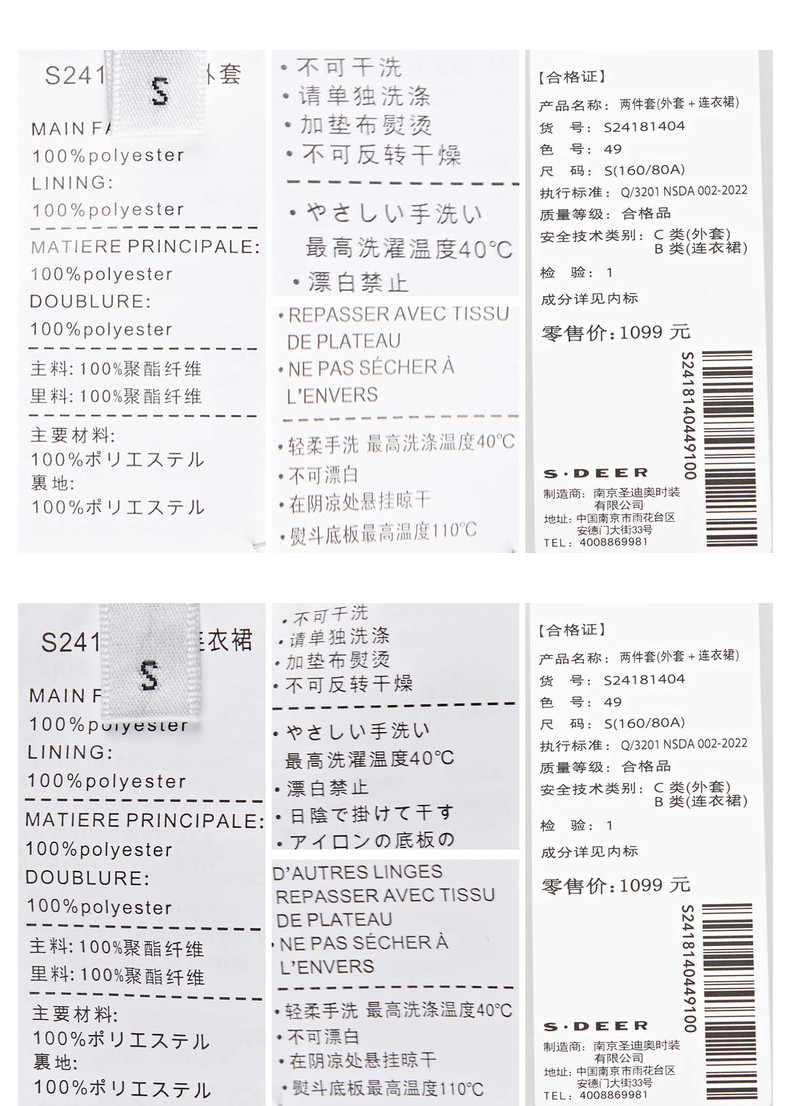 S241
S
外套
MAIN FA
100%polyester
LINING:
100%polyester
MATIERE PRINCIPALE:
100%polyester
DOUBLURE:
100%polyester
主料: 100%聚酯纤维
里料: 100%聚酯纤维
主要材料:
100%ポリエステル
裏地:
100%ポリエステル
• 不可干洗
• 请单独洗涤
• 加垫布熨烫
• 不可反转干燥
• やさしい手洗い
最高洗濯温度40℃
• 漂白禁止
• REPASSER AVEC TISSU
DE PLATEAU
• NE PAS SÉCHER À
L'ENVERS
• 轻柔手洗 最高洗涤温度40℃
• 不可漂白
• 在阴凉处悬挂晾干
• 熨斗底板最高温度110℃
【合格证】
产品名称: 两件套(外套+连衣裙)
货 号: S24181404
色 号: 49
尺 码: S(160/80A)
执行标准: Q/3201 NSDA 002-2022
质量等级: 合格品
安全技术类别: C 类(外套)
B 类(连衣裙)
检 验: 1
成分详见内标
零售价: 1099 元
S2418140449100
S·DEER
制造商: 南京圣迪奥时装
有限公司
地址: 中国南京市雨花台区
安德门大街33号
TEL: 4008869981
S241
S
连衣裙
MAIN F
100%polyester
LINING:
100%polyester
MATIERE PRINCIPALE:
100%polyester
DOUBLURE:
100%polyester
主料: 100%聚酯纤维
里料: 100%聚酯纤维
主要材料:
100%ポリエステル
裏地:
100%ポリエステル
• 不可干洗
• 请单独洗涤
• 加垫布熨烫
• 不可反转干燥
• やさしい手洗い
最高洗濯温度40℃
• 漂白禁止
• 日陰で掛けて干す
• アイロンの底板の
D'AUTRES LINGES
REPASSER AVEC TISSU
DE PLATEAU
• NE PAS SÉCHER À
L'ENVERS
• 轻柔手洗 最高洗涤温度40℃
• 不可漂白
• 在阴凉处悬挂晾干
• 熨斗底板最高温度110℃
【合格证】
产品名称: 两件套(外套+连衣裙)
货 号: S24181404
色 号: 49
尺 码: S(160/80A)
执行标准: Q/3201 NSDA 002-2022
质量等级: 合格品
安全技术类别: C 类(外套)
B 类(连衣裙)
检 验: 1
成分详见内标
零售价: 1099 元
S2418140449100
S·DEER
制造商: 南京圣迪奥时装
有限公司
地址: 中国南京市雨花台区
安德门大街33号
TEL: 4008869981